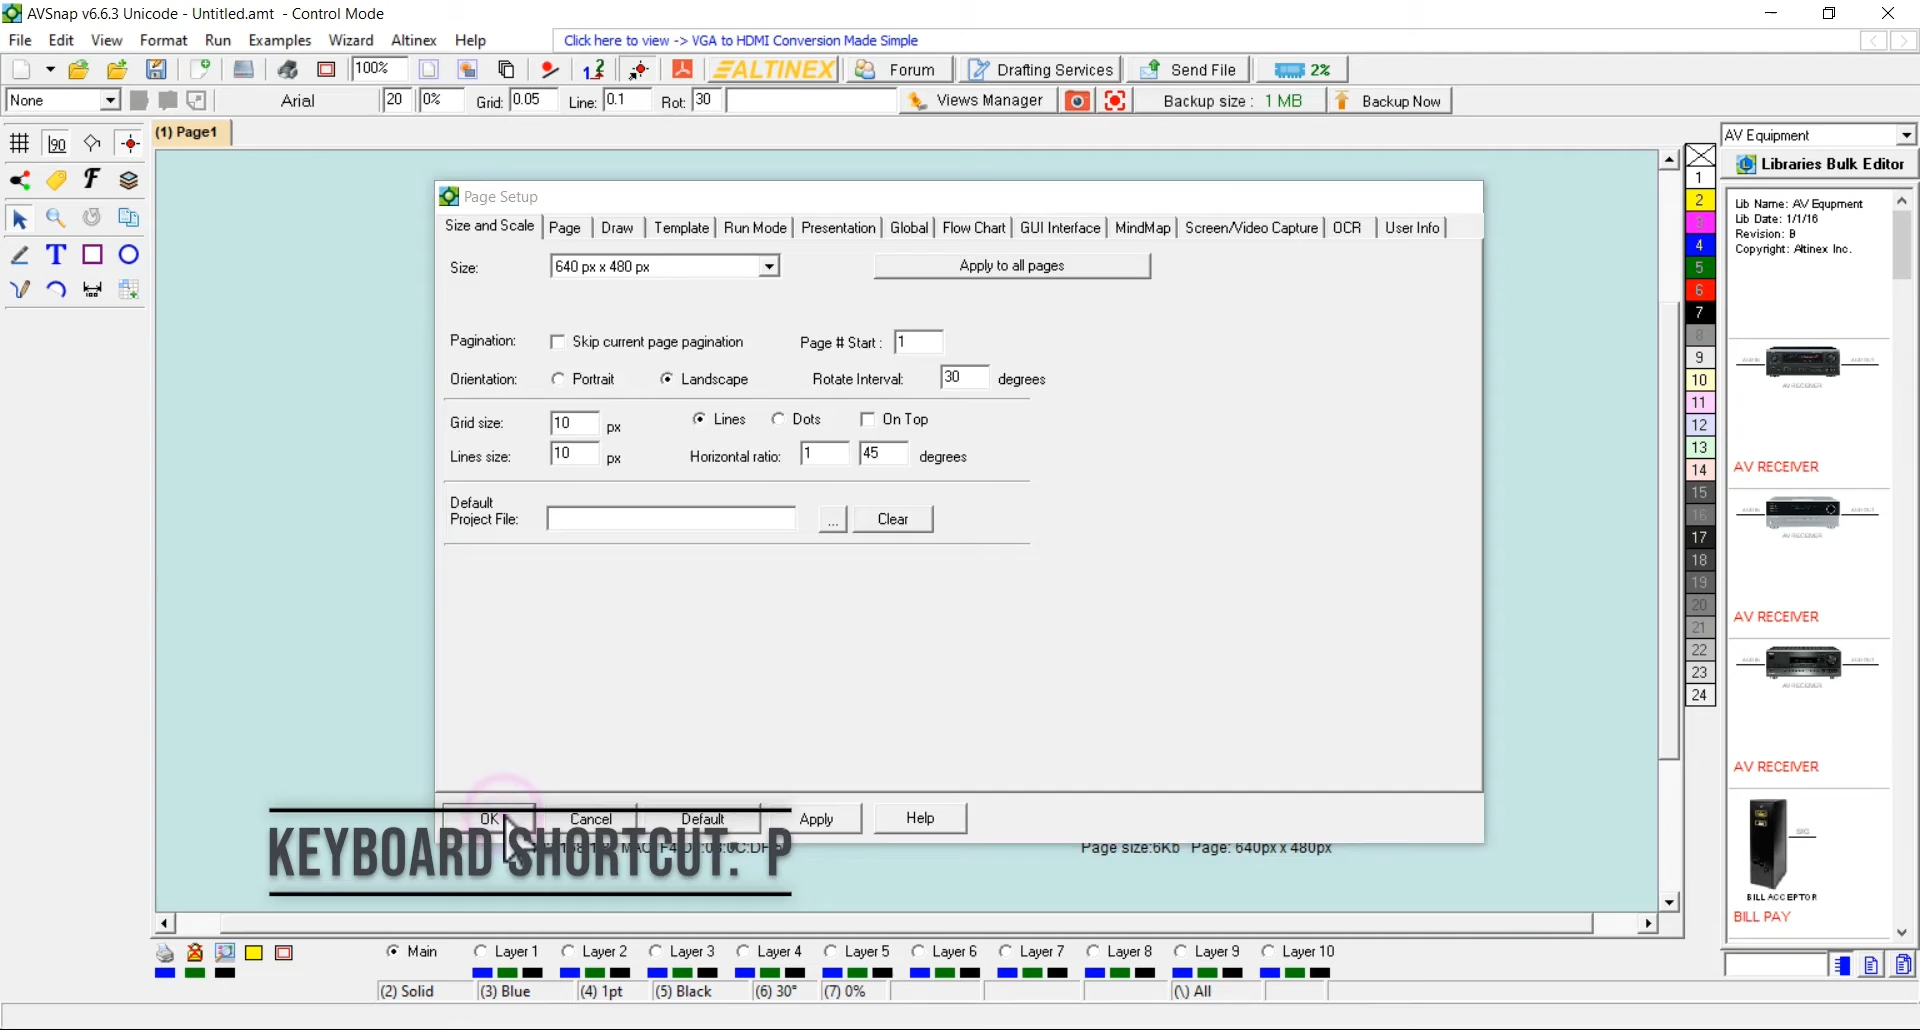 AVSnap v6.6.3 Unicode - Untitled.amt - Control Mode
File Edit View Format Run Examples Wizard Altinex Help Click here to view -> VGA to HDMI Conversion Made Simple
100% ALTINEX Forum Drafting Services Send File 2%
None Arial 20 0% Grid: 0.05 Line: 0.1 Rot: 30 Views Manager Backup size : 1 MB Backup Now
(1) Page1
AV Equipment
Libraries Bulk Editor
Lib Name: AV Equpment
Lib Date: 1/1/16
Revision: B
Copyright: Altinex Inc.
Page Setup
Size and Scale Page Draw Template Run Mode Presentation Global Flow Chart GUI Interface MindMap Screen/Video Capture OCR User Info
Size: 640 px x 480 px Apply to all pages
Pagination: Skip current page pagination Page # Start : 1
Orientation: Portrait Landscape Rotate Interval: 30 degrees
Grid size: 10 px Lines Dots On Top
Lines size: 10 px Horizontal ratio: 1 45 degrees
Default
Project File: ... Clear
OK Cancel Default Apply Help
KEYBOARD SHORTCUT: P
Page size:6Kb Page: 640px x 480px
1
2
3
4
5
6
7
8
9
10
11
12
13
14
15
16
17
18
19
20
21
22
23
24
AV RECEIVER
AV RECEIVER
AV RECEIVER
AV RECEIVER
AV RECEIVER
AV RECEIVER
SIG
BILL ACCEPTOR
BILL PAY
Main Layer 1 Layer 2 Layer 3 Layer 4 Layer 5 Layer 6 Layer 7 Layer 8 Layer 9 Layer 10
(2) Solid (3) Blue (4) 1pt (5) Black (6) 30° (7) 0% (\) All